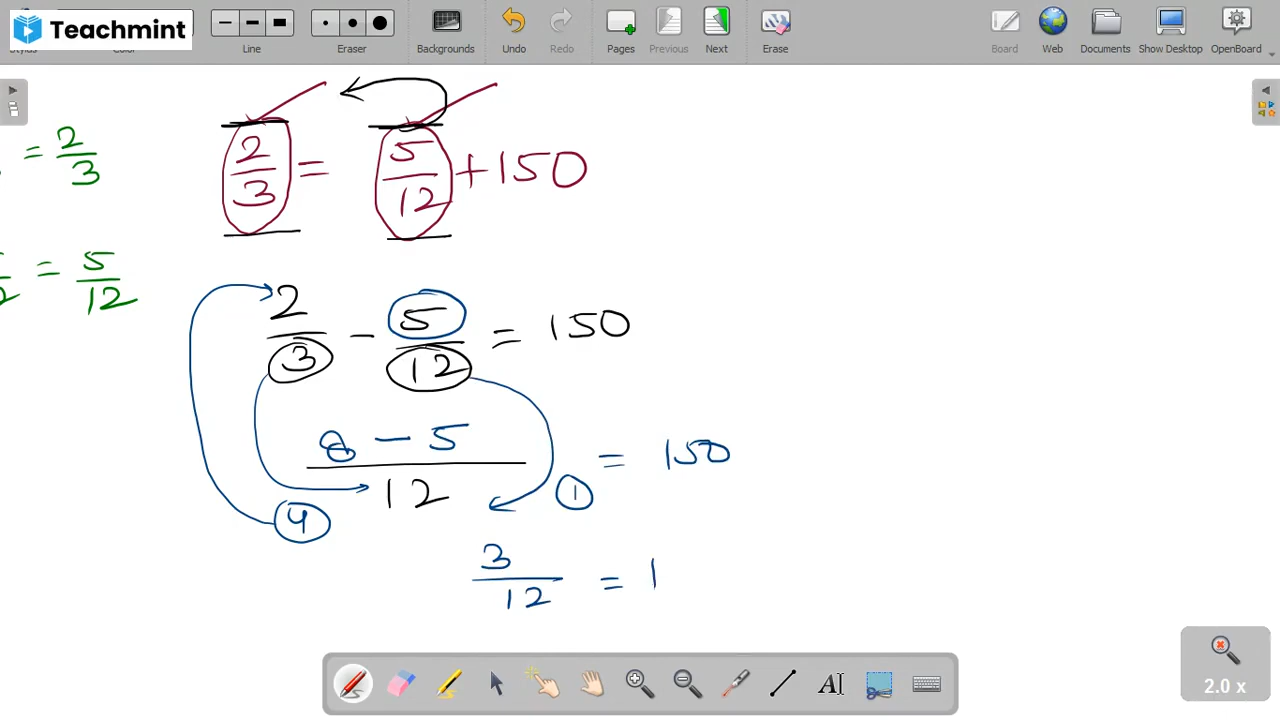 Teachmint
Line Eraser Backgrounds Undo Redo Pages Previous Next Erase Board Web Documents Show Desktop OpenBoard
= 2/3
2/3 = 5/12 + 150
= 5/12
2/3 - 5/12 = 150
8 - 5 / 12 = 150
1
4
3/12 = 1
2.0 x